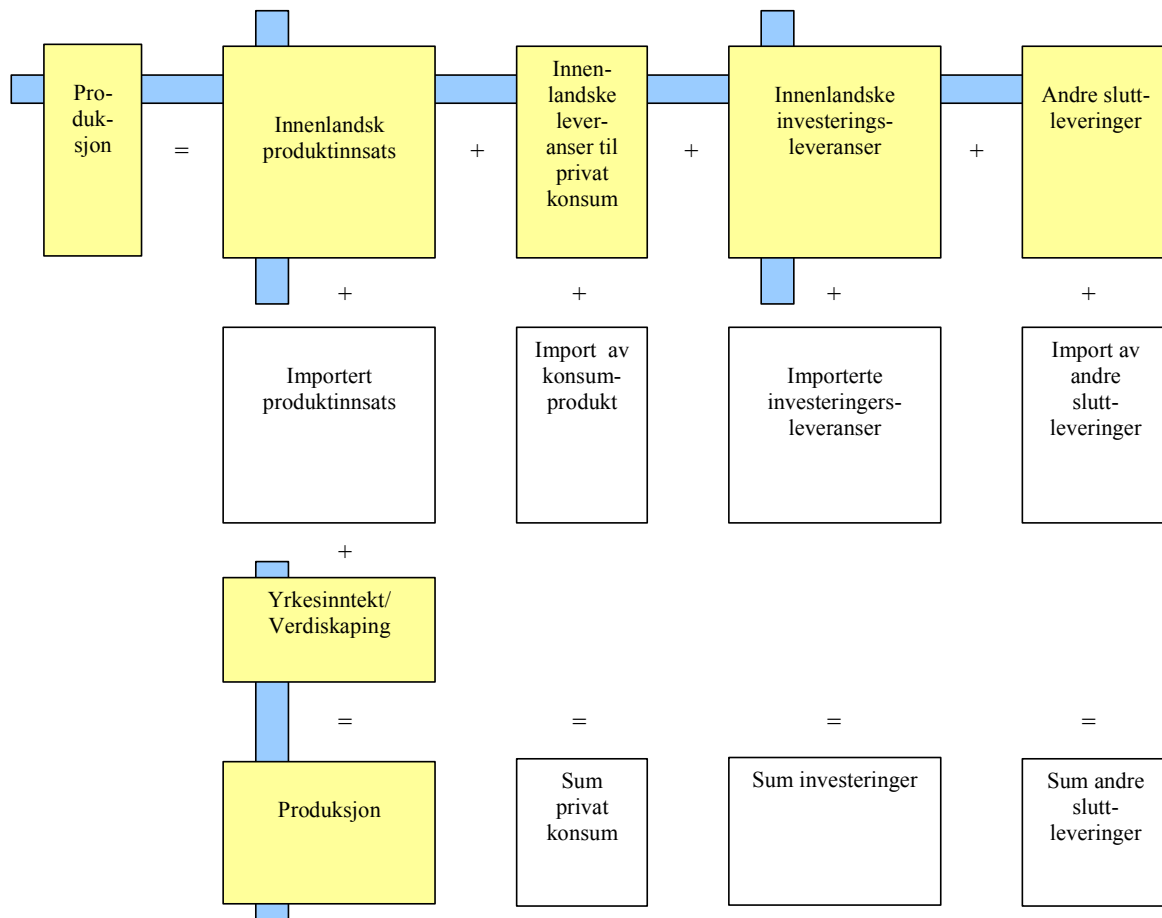 Pro-
duk-
sjon
=
Innenlandsk
produktinnsats
+
Innen-
landske
lever-
anser til
privat
konsum
+
Innenlandske
investerings-
leveranser
+
Andre slutt-
leveringer
+
+
+
+
Importert
produktinnsats
Import av
konsum-
produkt
Importerte
investeringers-
leveranser
Import av
andre
slutt-
leveringer
+
Yrkesinntekt/
Verdiskaping
=
=
=
=
Produksjon
Sum
privat
konsum
Sum investeringer
Sum andre
slutt-
leveringer